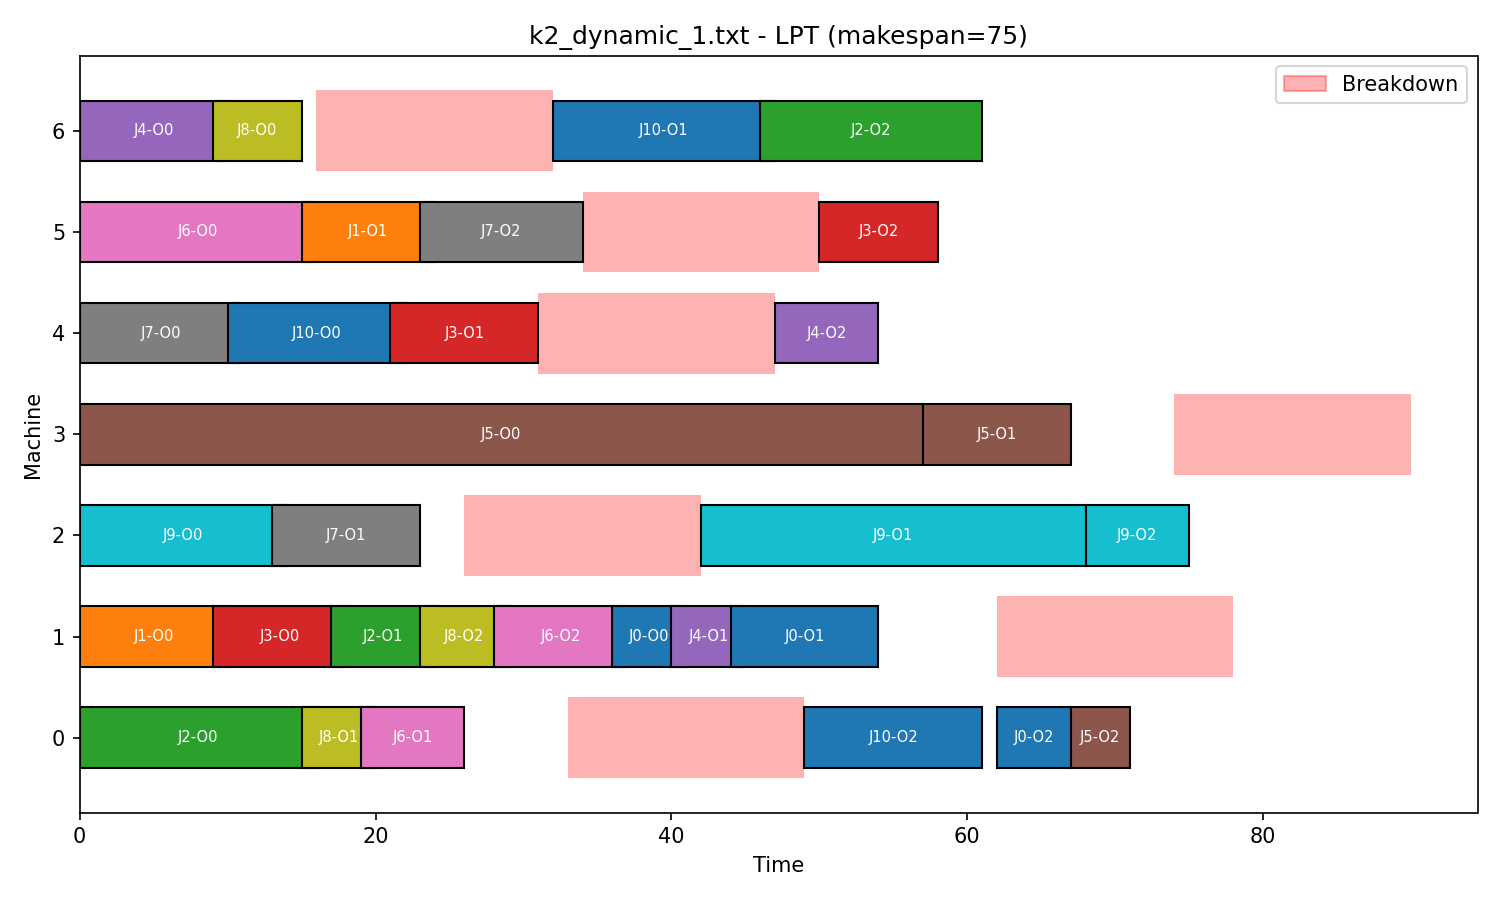 k2_dynamic_1.txt - LPT (makespan=75)
Breakdown
6 J4-O0 J8-O0 J10-O1 J2-O2
5 J6-O0 J1-O1 J7-O2 J3-O2
4 J7-O0 J10-O0 J3-O1 J4-O2
3 J5-O0 J5-O1
2 J9-O0 J7-O1 J9-O1 J9-O2
1 J1-O0 J3-O0 J2-O1 J8-O2 J6-O2 J0-O0 J4-O1 J0-O1
0 J2-O0 J8-O1 J6-O1 J10-O2 J0-O2 J5-O2
Machine
0 20 40 60 80
Time